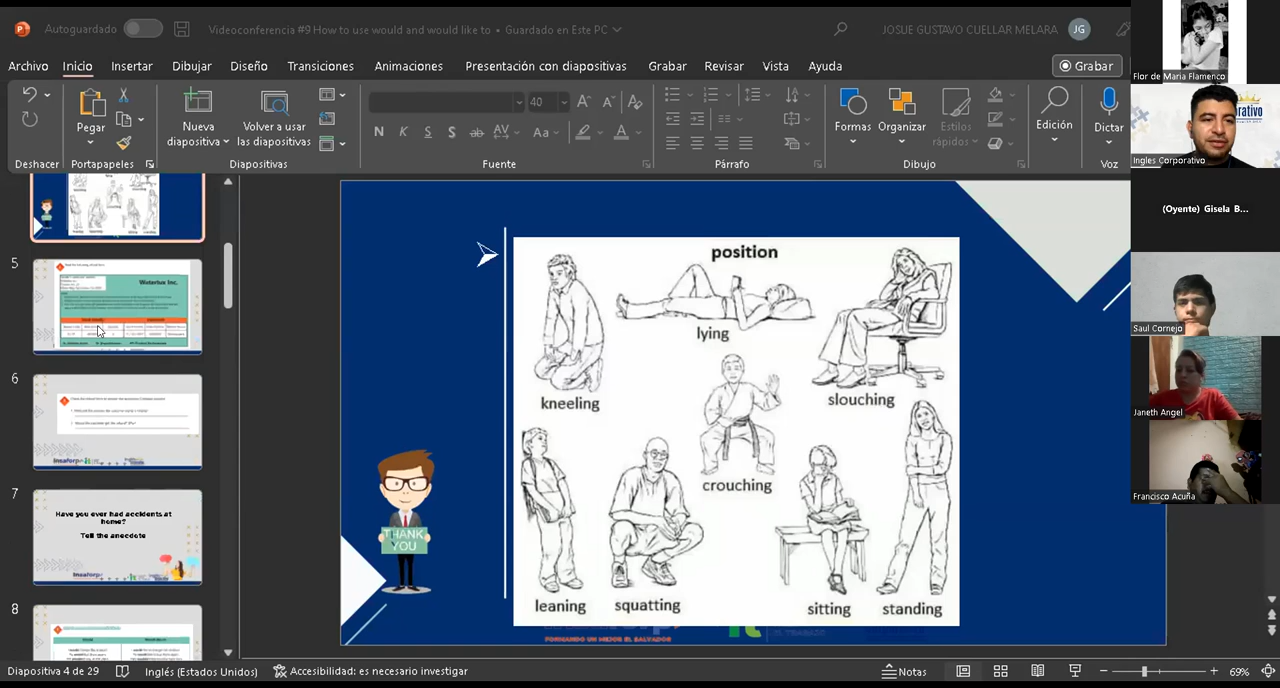 Autoguardado
Videoconferencia #9 How to use would and would like to • Guardado en Este PC
JOSUE GUSTAVO CUELLAR MELARA
JG
Archivo Inicio Insertar Dibujar Diseño Transiciones Animaciones Presentación con diapositivas Grabar Revisar Vista Ayuda
Grabar
40
Pegar
Nueva diapositiva
Volver a usar las diapositivas
N K S S ab AV Aa A
Formas
Organizar
Estilos rápidos
Edición
Dictar
Deshacer Portapapeles Diapositivas Fuente Párrafo Dibujo Voz
Flor de Maria Flamenco
Ingles Corporativo
(Oyente) Gisela B...
Saul Cornejo
Janeth Angel
Francisco Acuña
5
Waterlux Inc.
6
7
Have you ever had accidents at
home?
Tell the anecdote
8
position
lying
kneeling
slouching
crouching
leaning
squatting
sitting
standing
THANK
YOU
FORMANDO UN MEJOR EL SALVADOR
Diapositiva 4 de 29
Inglés (Estados Unidos)
Accesibilidad: es necesario investigar
Notas
69%